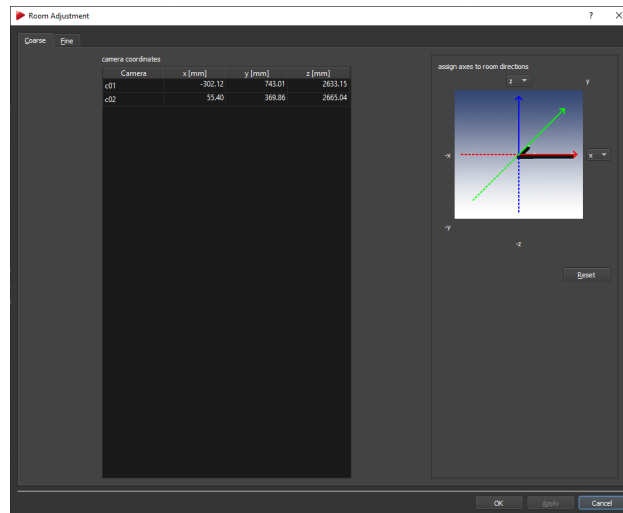 Room Adjustment
? ×
Coarse Fine
camera coordinates
Camera x [mm] y [mm] z [mm]
c01 -302.12 743.01 2633.15
c02 55.40 369.86 2665.04
assign axes to room directions
z y
-x x
-y
-z
Reset
OK Apply Cancel